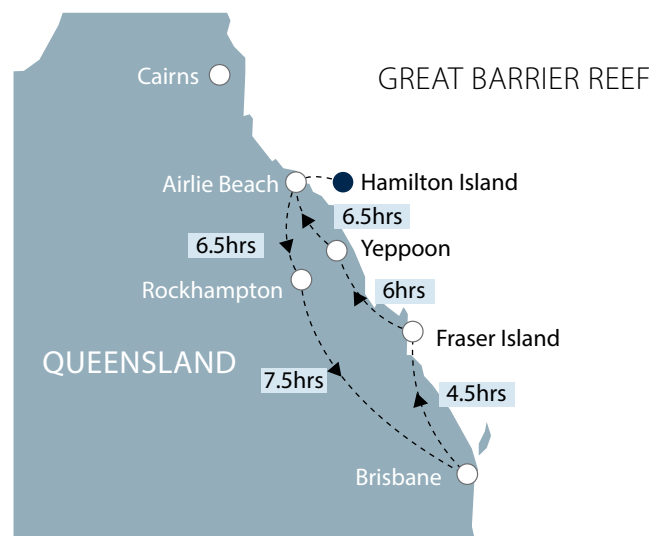 Cairns
GREAT BARRIER REEF
Airlie Beach
Hamilton Island
6.5hrs
6.5hrs
Yeppoon
Rockhampton
6hrs
Fraser Island
QUEENSLAND
7.5hrs
4.5hrs
Brisbane